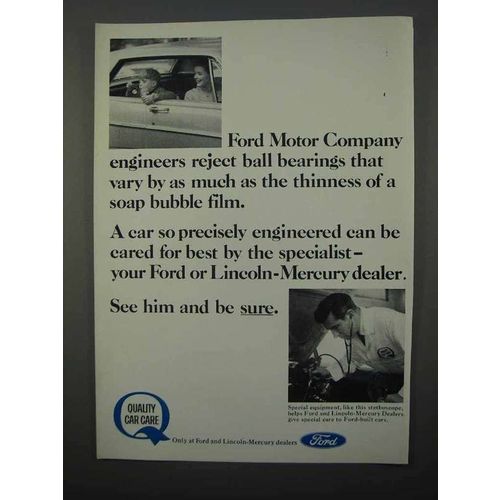 Ford Motor Company
engineers reject ball bearings that
vary by as much as the thinness of a
soap bubble film.
A car so precisely engineered can be
cared for best by the specialist–
your Ford or Lincoln-Mercury dealer.
See him and be sure.
Special equipment, like this stethoscope,
helps Ford and Lincoln-Mercury Dealers
give special care to Ford-built cars.
QUALITY
CAR CARE
Only at Ford and Lincoln-Mercury dealers
Ford